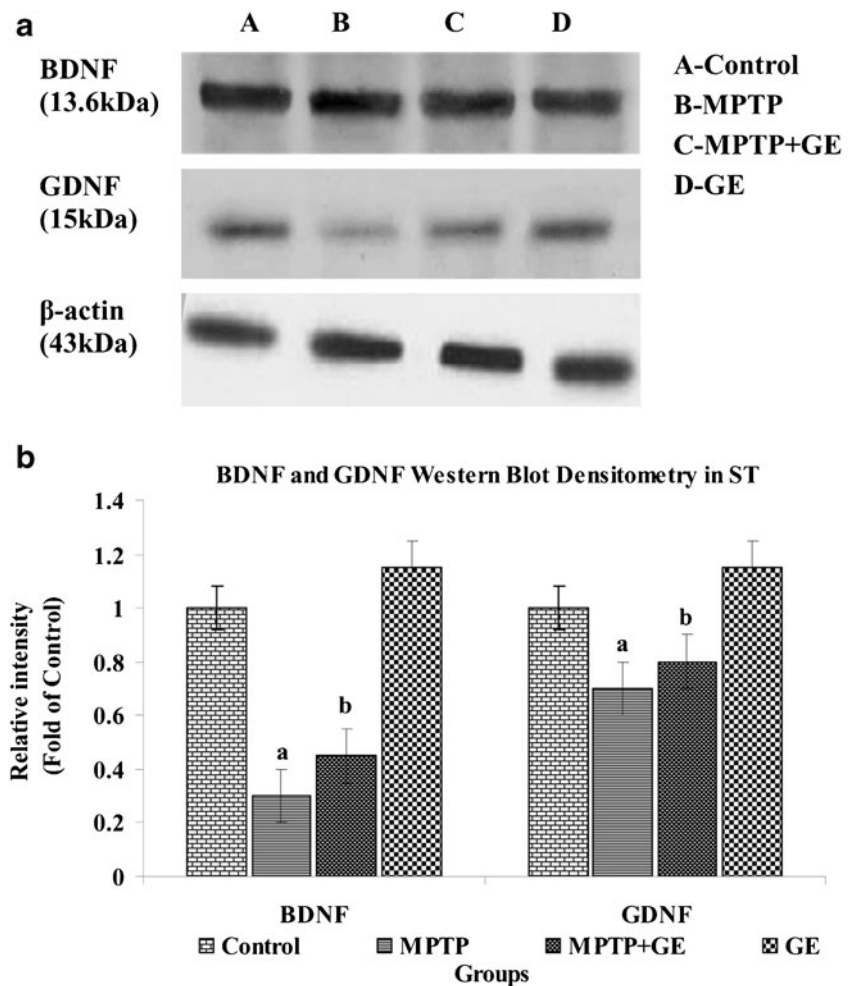 a
A B C D
BDNF
(13.6kDa)
GDNF
(15kDa)
β-actin
(43kDa)
A-Control
B-MPTP
C-MPTP+GE
D-GE
b
BDNF and GDNF Western Blot Densitometry in ST
Relative intensity
(Fold of Control)
1.4
1.2
1
0.8
0.6
0.4
0.2
0
a
b
a
b
BDNF GDNF
Control MPTP MPTP+GE GE
Groups